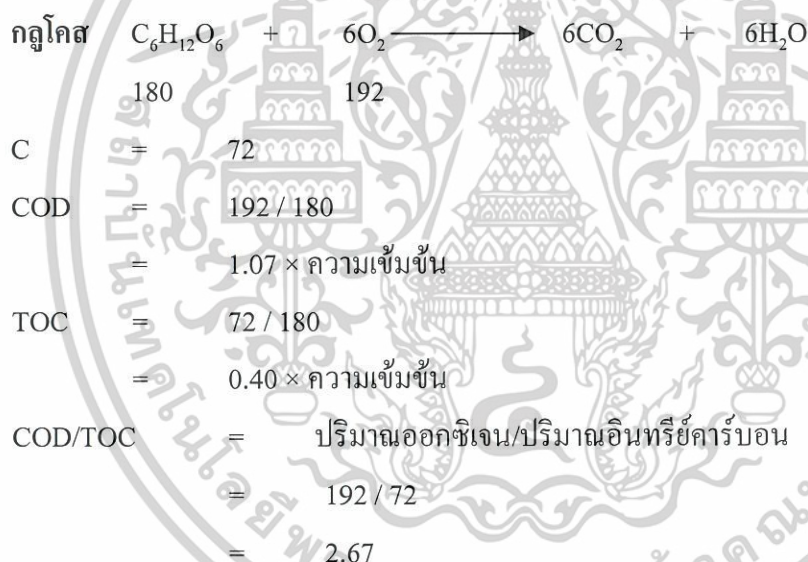 กลูโคส C₆H₁₂O₆ + 6O₂ → 6CO₂ + 6H₂O
180 192
C = 72
COD = 192 / 180
= 1.07 × ความเข้มข้น
TOC = 72 / 180
= 0.40 × ความเข้มข้น
COD/TOC = ปริมาณออกซิเจน/ปริมาณอินทรีย์คาร์บอน
= 192 / 72
= 2.67